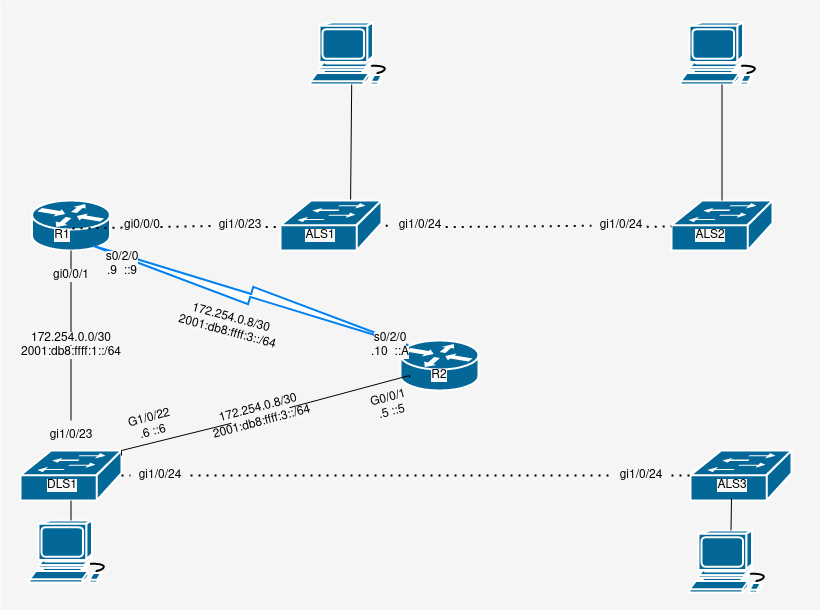 gi0/0/0
gi1/0/23
gi1/0/24
gi1/0/24
R1
ALS1
ALS2
s0/2/0
.9 ::9
gi0/0/1
172.254.0.8/30
2001:db8:ffff:3::/64
172.254.0.0/30
2001:db8:ffff:1::/64
s0/2/0
.10 ::A
R2
G0/0/1
.5 ::5
172.254.0.8/30
2001:db8:ffff:3::/64
G1/0/22
.6 ::6
gi1/0/23
gi1/0/24
gi1/0/24
DLS1
ALS3